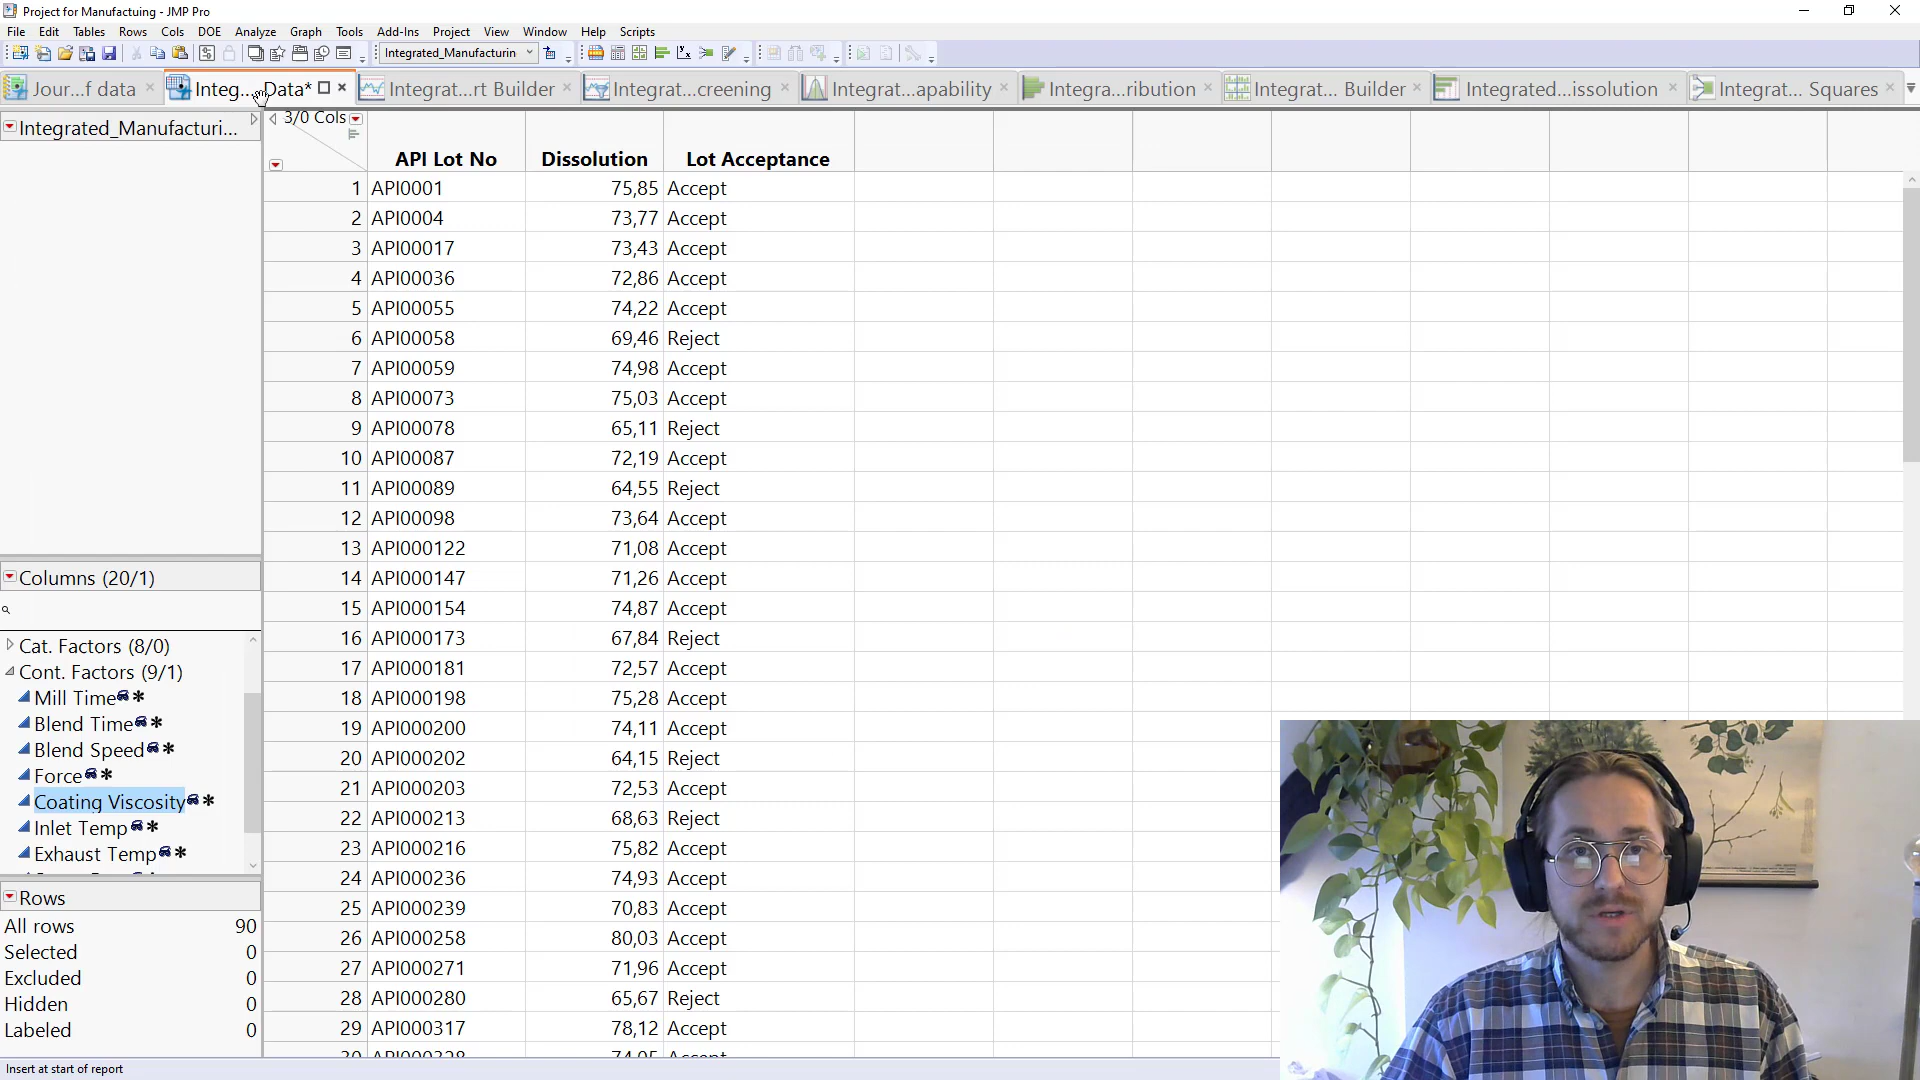 Project for Manufactuing - JMP Pro
File Edit Tables Rows Cols DOE Analyze Graph Tools Add-Ins Project View Window Help Scripts
Integrated_Manufacturin
Jour...f data Integ... Data* Integrat...rt Builder Integrat...creening Integrat...apability Integra...ribution Integrat... Builder Integrated...issolution Integrat... Squares
Integrated_Manufacturi...
3/0 Cols
API Lot No Dissolution Lot Acceptance
1 API0001 75,85 Accept
2 API0004 73,77 Accept
3 API00017 73,43 Accept
4 API00036 72,86 Accept
5 API00055 74,22 Accept
6 API00058 69,46 Reject
7 API00059 74,98 Accept
8 API00073 75,03 Accept
9 API00078 65,11 Reject
10 API00087 72,19 Accept
11 API00089 64,55 Reject
12 API00098 73,64 Accept
13 API000122 71,08 Accept
14 API000147 71,26 Accept
15 API000154 74,87 Accept
16 API000173 67,84 Reject
17 API000181 72,57 Accept
18 API000198 75,28 Accept
19 API000200 74,11 Accept
20 API000202 64,15 Reject
21 API000203 72,53 Accept
22 API000213 68,63 Reject
23 API000216 75,82 Accept
24 API000236 74,93 Accept
25 API000239 70,83 Accept
26 API000258 80,03 Accept
27 API000271 71,96 Accept
28 API000280 65,67 Reject
29 API000317 78,12 Accept
30 API000328 74,05 Accept
Columns (20/1)
Cat. Factors (8/0)
Cont. Factors (9/1)
Mill Time *
Blend Time *
Blend Speed *
Force *
Coating Viscosity *
Inlet Temp *
Exhaust Temp *
Rows
All rows 90
Selected 0
Excluded 0
Hidden 0
Labeled 0
Insert at start of report